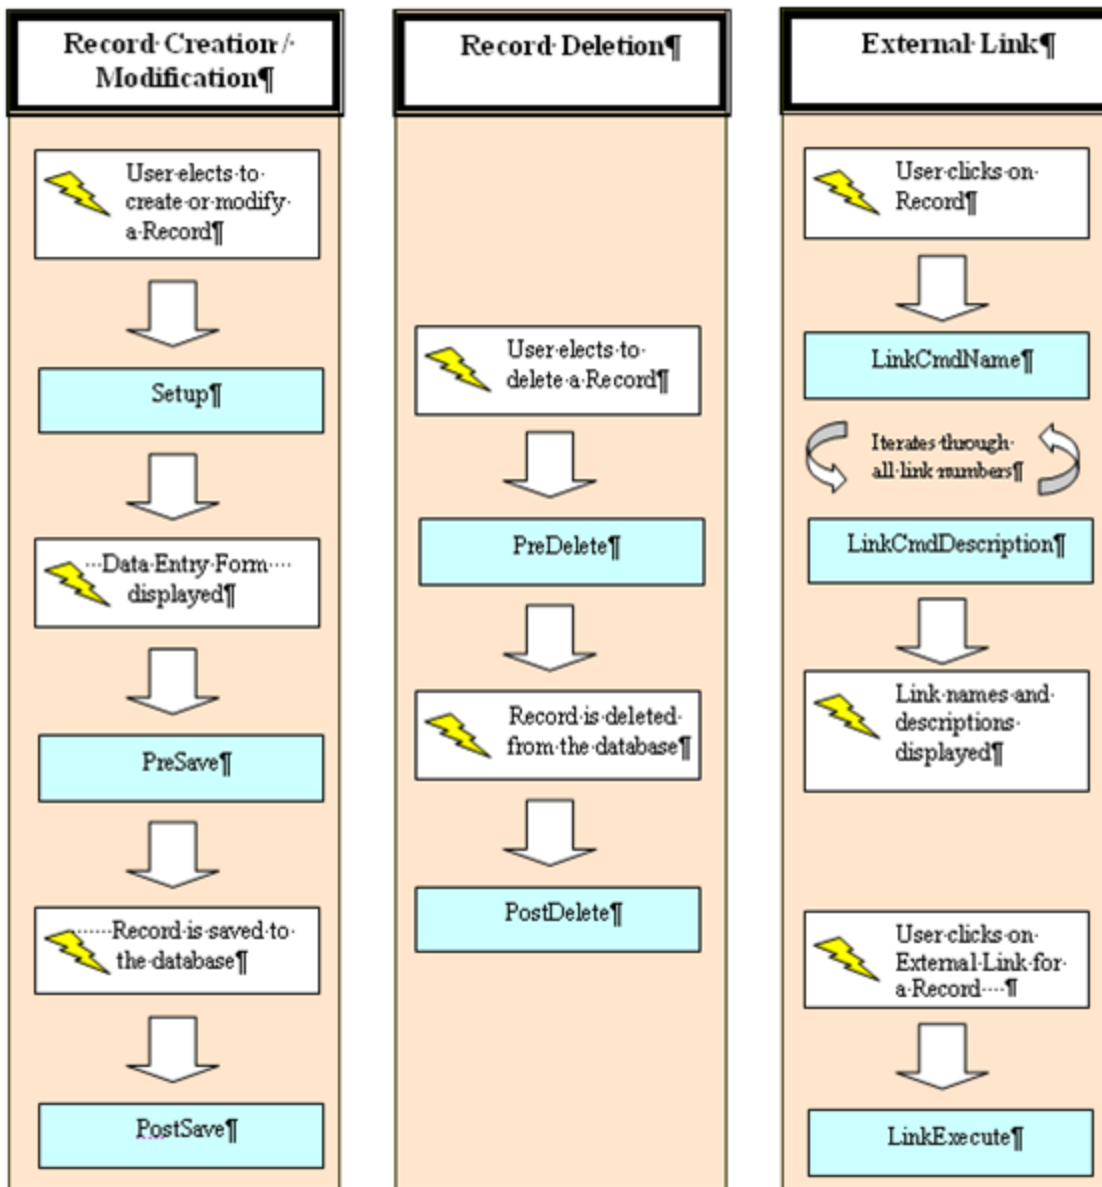 Record Creation /
Modification¶
User elects to
create or modify
a Record¶
Setup¶
Data Entry Form
displayed¶
PreSave¶
Record is saved to
the database¶
PostSave¶
Record Deletion¶
User elects to
delete a Record¶
PreDelete¶
Record is deleted
from the database¶
PostDelete¶
External Link¶
User clicks on
Record¶
LinkCmdName¶
Iterates through
all link numbers¶
LinkCmdDescription¶
Link names and
descriptions
displayed¶
User clicks on
External Link for
a Record ¶
LinkExecute¶